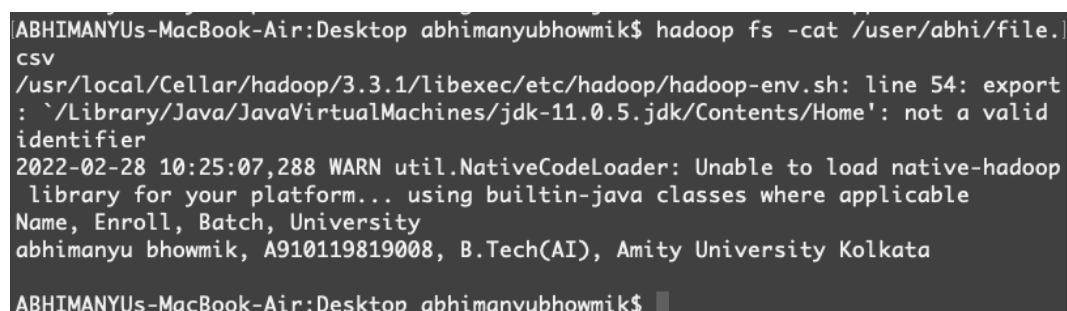 [ABHIMANYUs-MacBook-Air:Desktop abhimanyubhowmik$ hadoop fs -cat /user/abhi/file.]
csv
/usr/local/Cellar/hadoop/3.3.1/libexec/etc/hadoop/hadoop-env.sh: line 54: export
: `/Library/Java/JavaVirtualMachines/jdk-11.0.5.jdk/Contents/Home': not a valid
identifier
2022-02-28 10:25:07,288 WARN util.NativeCodeLoader: Unable to load native-hadoop
 library for your platform... using builtin-java classes where applicable
Name, Enroll, Batch, University
abhimanyu bhowmik, A910119819008, B.Tech(AI), Amity University Kolkata
ABHIMANYUs-MacBook-Air:Desktop abhimanyubhowmik$